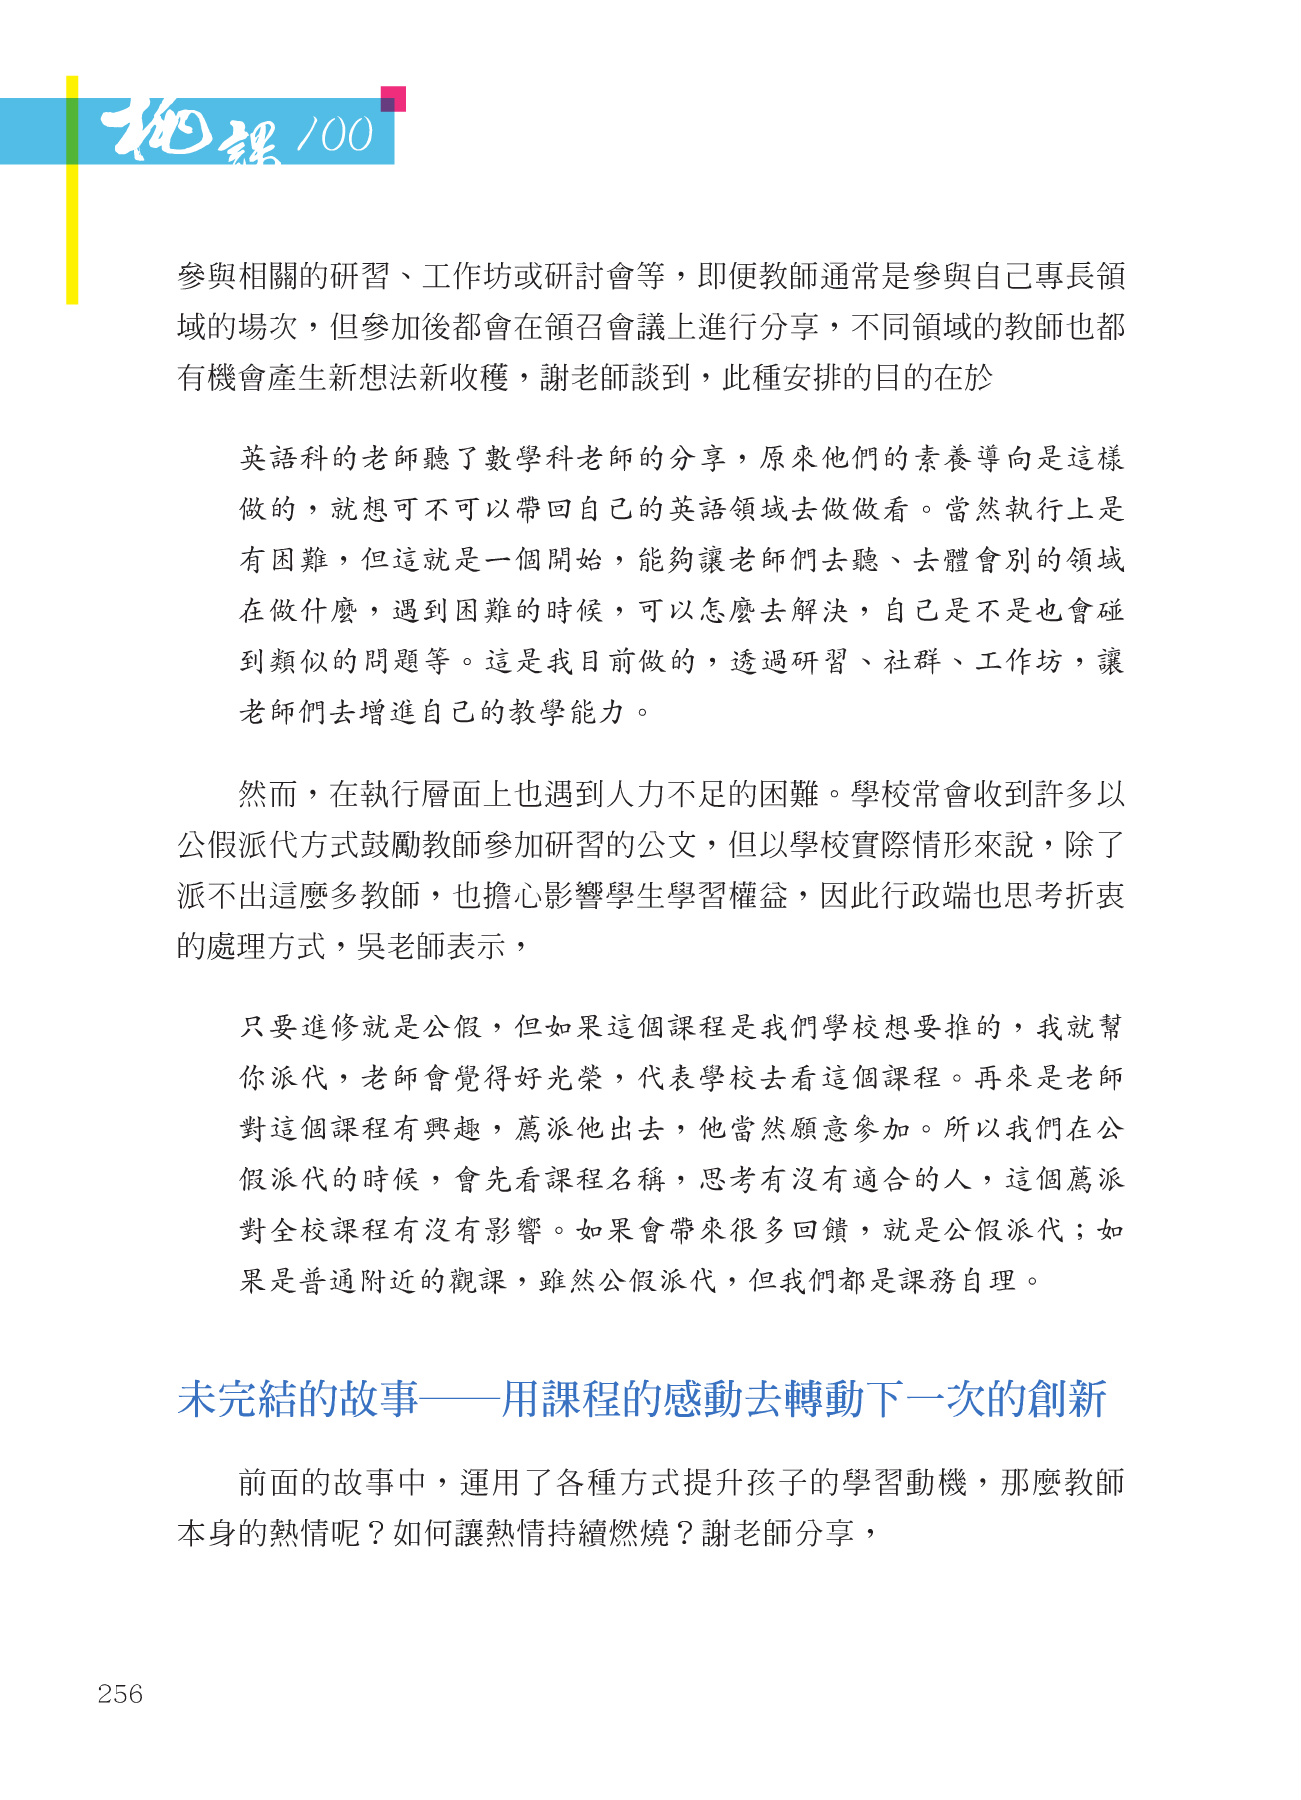 桃課100
參與相關的研習、工作坊或研討會等，即便教師通常是參與自己專長領
域的場次，但參加後都會在領召會議上進行分享，不同領域的教師也都
有機會產生新想法新收穫，謝老師談到，此種安排的目的在於
英語科的老師聽了數學科老師的分享，原來他們的素養導向是這樣
做的，就想可不可以帶回自己的英語領域去做做看。當然執行上是
有困難，但這就是一個開始，能夠讓老師們去聽、去體會別的領域
在做什麼，遇到困難的時候，可以怎麼去解決，自己是不是也會碰
到類似的問題等。這是我目前做的，透過研習、社群、工作坊，讓
老師們去增進自己的教學能力。
然而，在執行層面上也遇到人力不足的困難。學校常會收到許多以
公假派代方式鼓勵教師參加研習的公文，但以學校實際情形來說，除了
派不出這麼多教師，也擔心影響學生學習權益，因此行政端也思考折衷
的處理方式，吳老師表示，
只要進修就是公假，但如果這個課程是我們學校想要推的，我就幫
你派代，老師會覺得好光榮，代表學校去看這個課程。再來是老師
對這個課程有興趣，薦派他出去，他當然願意參加。所以我們在公
假派代的時候，會先看課程名稱，思考有沒有適合的人，這個薦派
對全校課程有沒有影響。如果會帶來很多回饋，就是公假派代；如
果是普通附近的觀課，雖然公假派代，但我們都是課務自理。
未完結的故事——用課程的感動去轉動下一次的創新
前面的故事中，運用了各種方式提升孩子的學習動機，那麼教師
本身的熱情呢？如何讓熱情持續燃燒？謝老師分享，
256